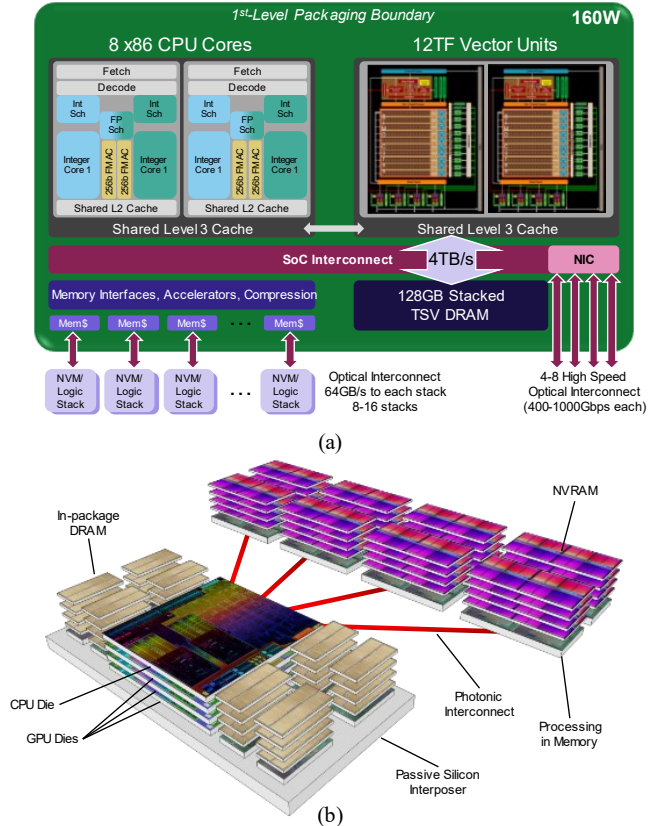 1st-Level Packaging Boundary
160W
8 x86 CPU Cores
12TF Vector Units
Fetch
Decode
Int
Sch
Int
Sch
FP
Sch
Integer
Core 1
256b FMAC
256b FMAC
Integer
Core 1
Shared L2 Cache
Fetch
Decode
Int
Sch
Int
Sch
FP
Sch
Integer
Core 1
256b FMAC
256b FMAC
Integer
Core 1
Shared L2 Cache
Shared Level 3 Cache
Shared Level 3 Cache
SoC Interconnect
4TB/s
NIC
Memory Interfaces, Accelerators, Compression
128GB Stacked
TSV DRAM
Mem$
Mem$
Mem$
...
Mem$
NVM/
Logic
Stack
NVM/
Logic
Stack
NVM/
Logic
Stack
...
NVM/
Logic
Stack
Optical Interconnect
64GB/s to each stack
8-16 stacks
4-8 High Speed
Optical Interconnect
(400-1000Gbps each)
(a)
In-package
DRAM
NVRAM
CPU Die
GPU Dies
Photonic
Interconnect
Processing
in Memory
Passive Silicon
Interposer
(b)